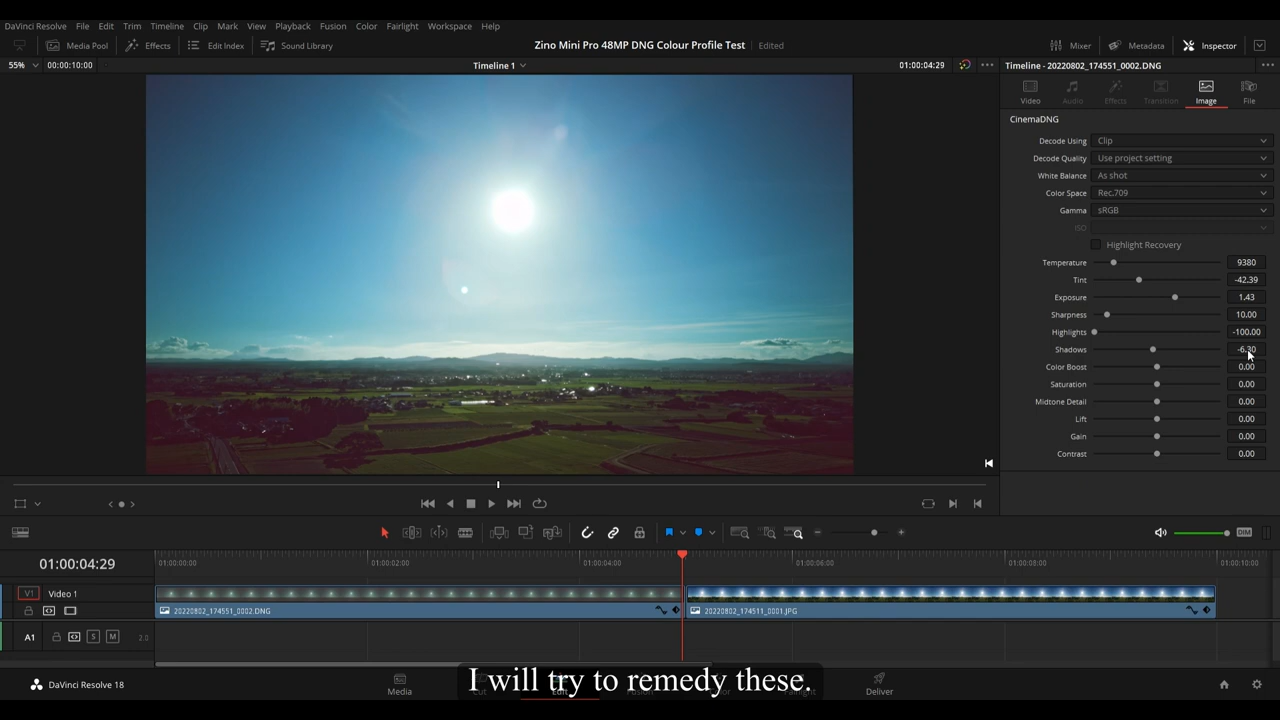 DaVinci Resolve File Edit Trim Timeline Clip Mark View Playback Fusion Color Fairlight Workspace Help
Media Pool Effects Edit Index Sound Library Zino Mini Pro 48MP DNG Colour Profile Test Edited Mixer Metadata Inspector
55% 00:00:10:00 Timeline 1 01:00:04:29 Timeline - 20220802_174551_0002.DNG
Video Audio Effects Transition Image File
CinemaDNG
Decode Using Clip
Decode Quality Use project setting
White Balance As shot
Color Space Rec.709
Gamma sRGB
ISO
Highlight Recovery
Temperature 9380
Tint -42.39
Exposure 1.43
Sharpness 10.00
Highlights -100.00
Shadows -6.30
Color Boost 0.00
Saturation 0.00
Midtone Detail 0.00
Lift 0.00
Gain 0.00
Contrast 0.00
DIM
01:00:04:29 01:00:00:00 01:00:02:00 01:00:04:00 01:00:06:00 01:00:08:00 01:00:10:00
V1 Video 1
20220802_174551_0002.DNG 20220802_174511_0001.JPG
A1 S M 2.0
I will try to remedy these.
DaVinci Resolve 18 Media Cut Edit Deliver